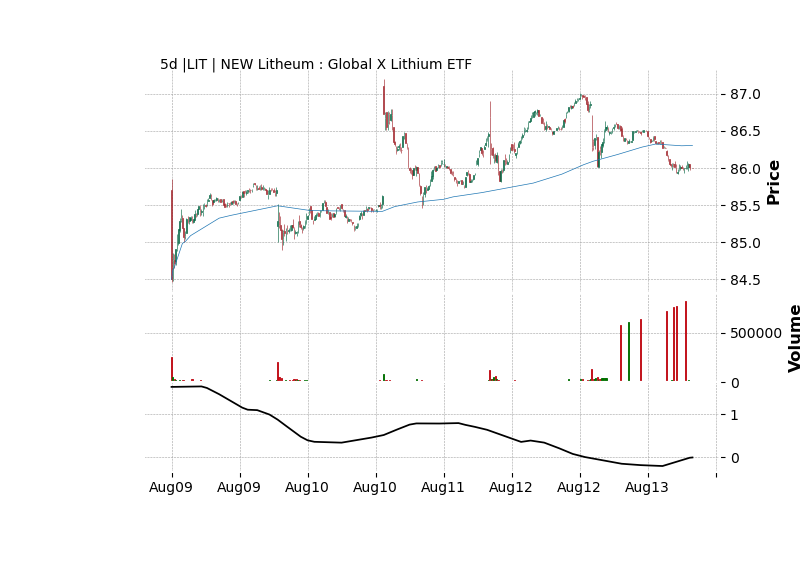 5d |LIT | NEW Litheum : Global X Lithium ETF
87.0
86.5
86.0
85.5
85.0
84.5
Price
500000
0
Volume
1
0
Aug09 Aug09 Aug10 Aug10 Aug11 Aug12 Aug12 Aug13